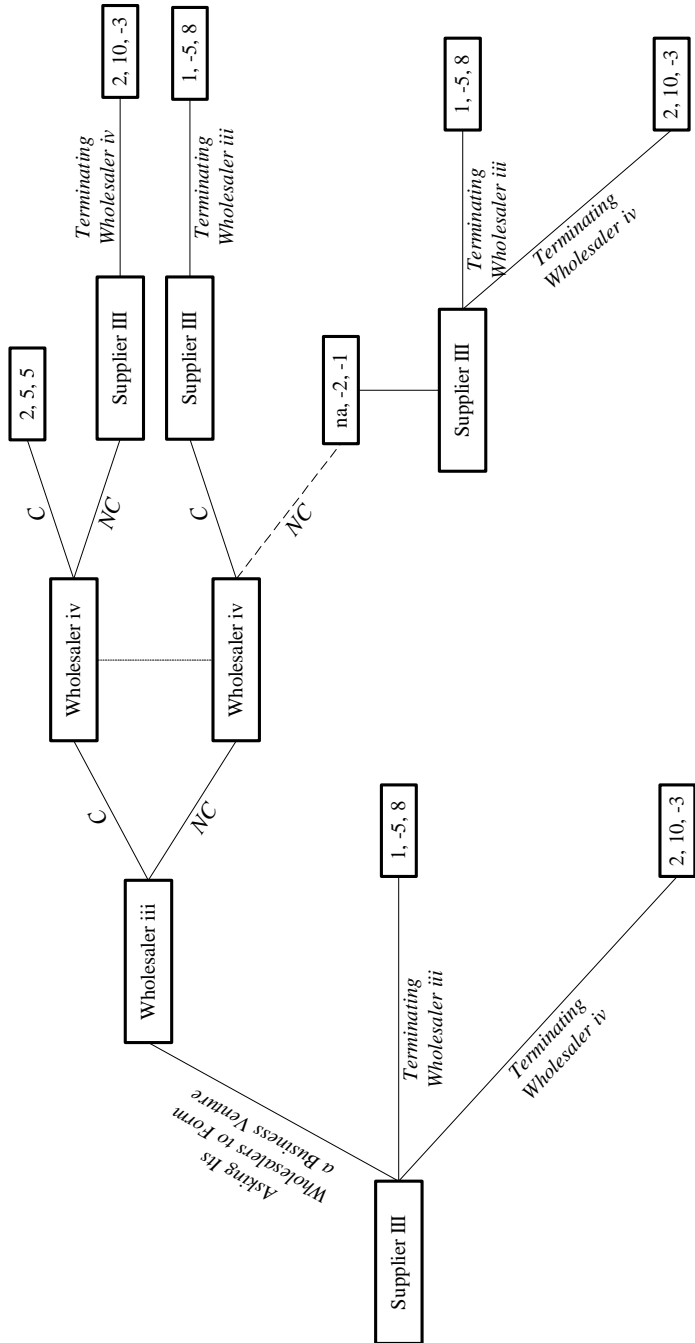 Supplier III
Asking Its
Wholesalers to Form
a Business Venture
Terminating
Wholesaler iii
1, -5, 8
Terminating
Wholesaler iv
2, 10, -3
Wholesaler iii
C
NC
Wholesaler iv
C
2, 5, 5
NC
Supplier III
Terminating
Wholesaler iv
2, 10, -3
Wholesaler iv
C
Supplier III
Terminating
Wholesaler iii
1, -5, 8
NC
na, -2, -1
Supplier III
Terminating
Wholesaler iii
1, -5, 8
Terminating
Wholesaler iv
2, 10, -3